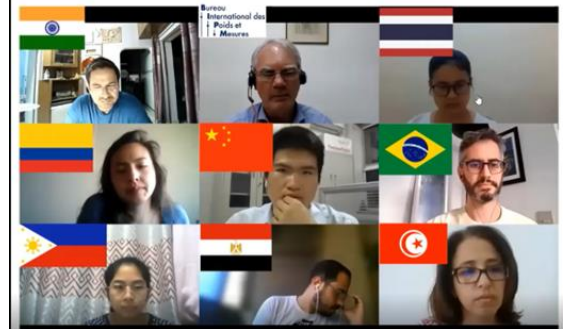 Bureau
International des
Poids et
Mesures